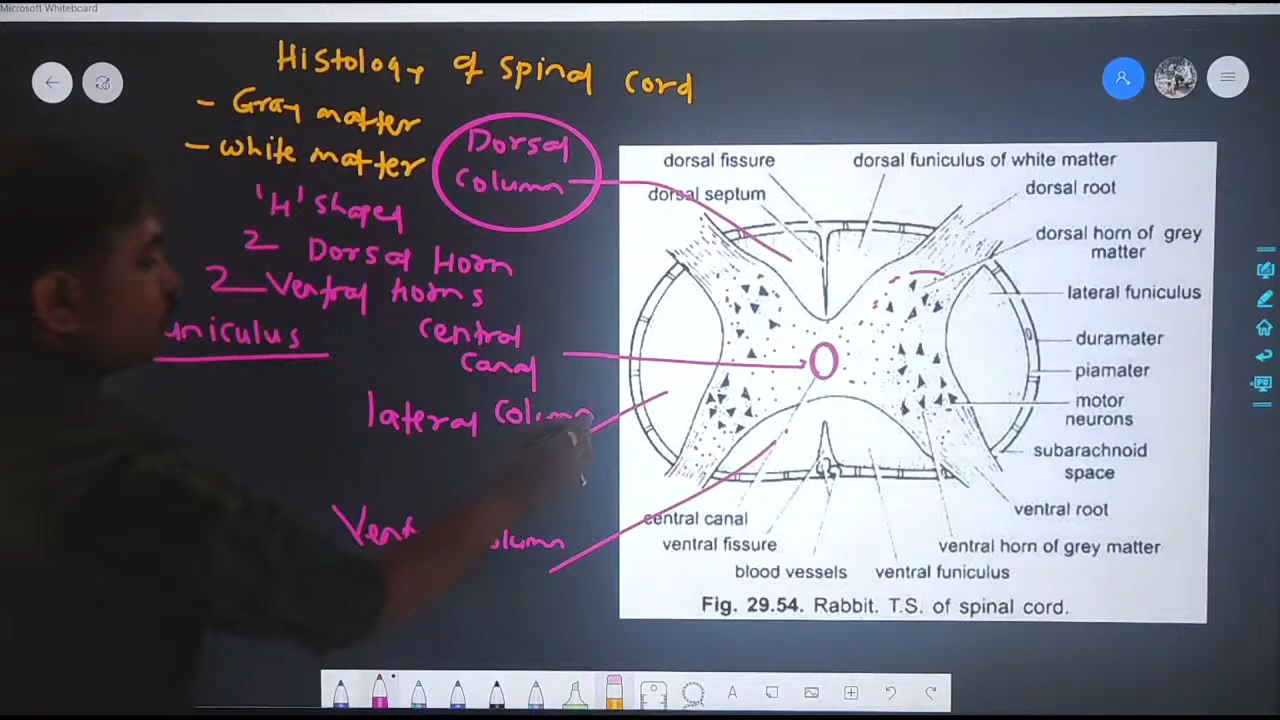 Microsoft Whiteboard
Histology of spinal cord
- Gray matter
- white matter
Dorsal
Column
'H' shaped
2 Dorsal Horn
2 Ventral horns
uniculus
Central
Canal
lateral Column
dorsal fissure
dorsal funiculus of white matter
dorsal septum
dorsal root
dorsal horn of grey
matter
lateral funiculus
duramater
piamater
motor
neurons
subarachnoid
space
ventral root
central canal
ventral fissure
ventral horn of grey matter
blood vessels
ventral funiculus
Fig. 29.54. Rabbit. T.S. of spinal cord.